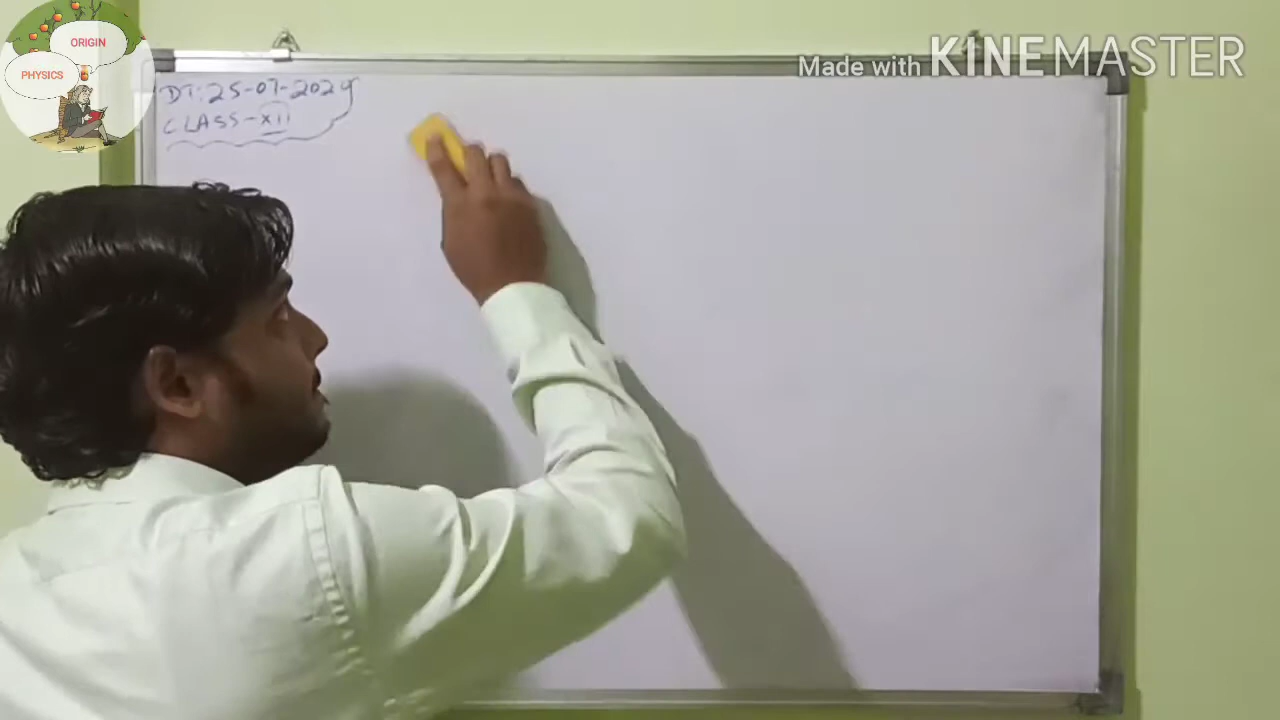 ORIGIN
PHYSICS
Made with KINEMASTER
DT:25-07-2024
CLASS-XII